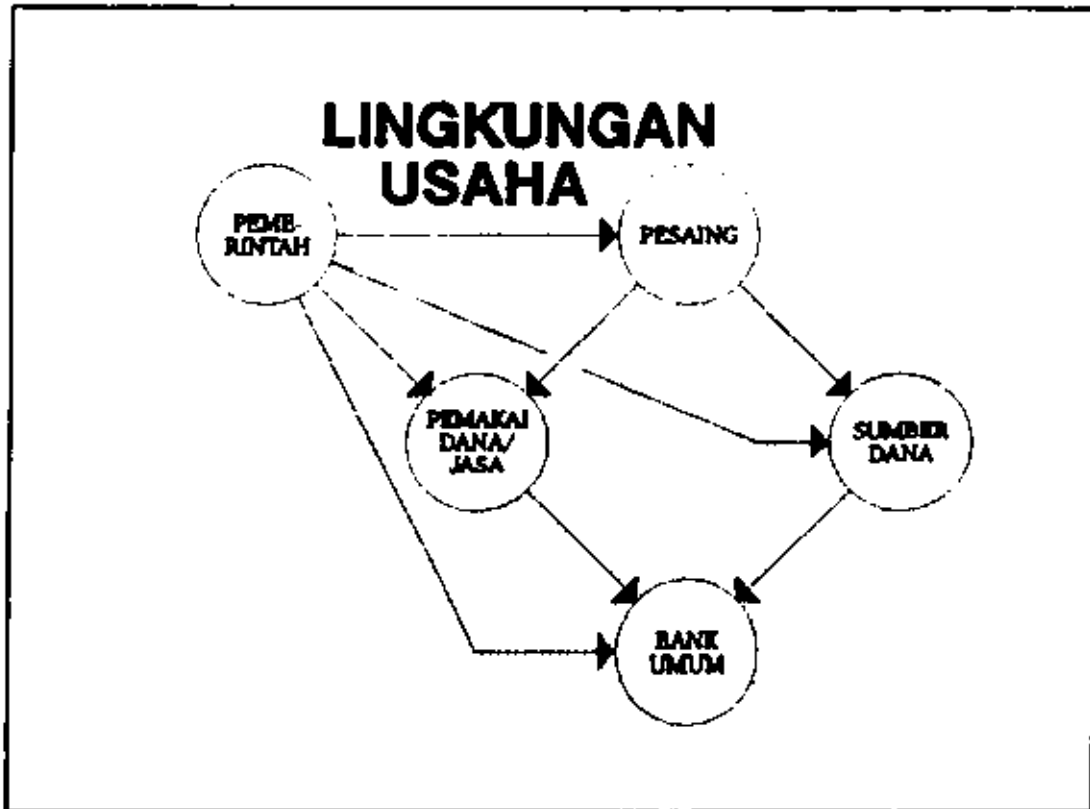 LINGKUNGAN
USAHA
PEME-
RINTAH
PESAING
PEMAKAI
DANA/
JASA
SUMBER
DANA
BANK
UMUM